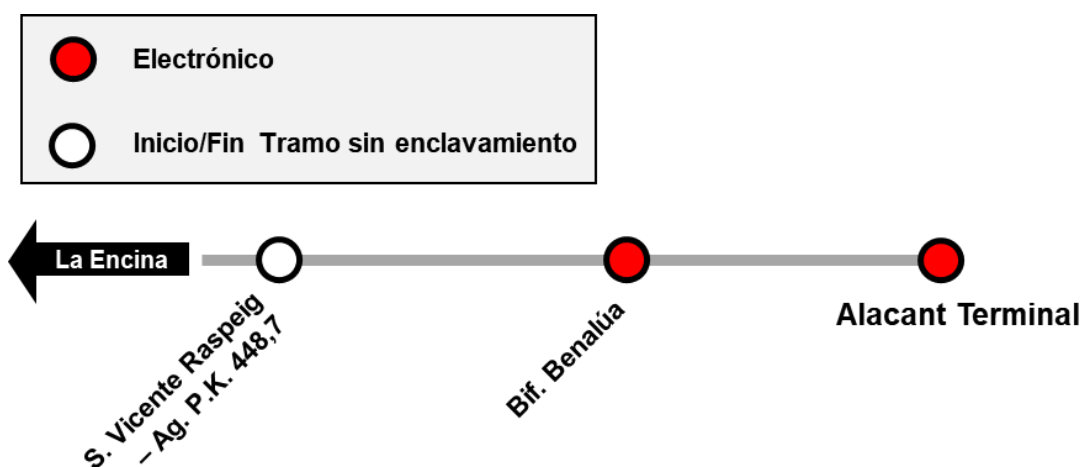 Electrónico
Inicio/Fin Tramo sin enclavamiento
La Encina
S. Vicente Raspeig
– Ag. P.K. 448,7
Bif. Benalúa
Alacant Terminal